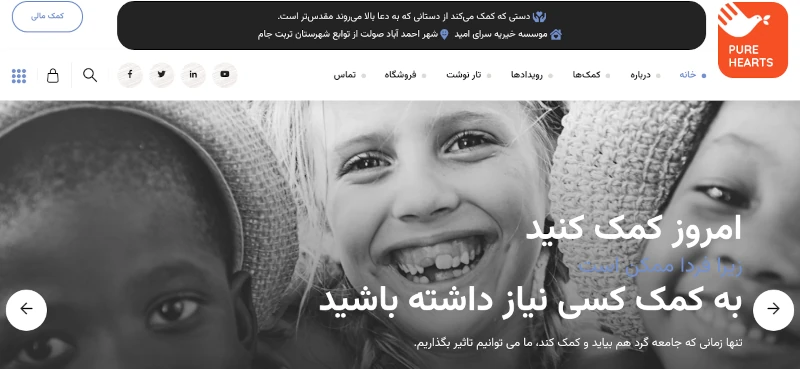 کمک مالی
دستی که کمک می‌کند از دستانی که به دعا بالا می‌روند مقدس‌تر است.
موسسه خیریه سرای امید شهر احمد آباد صولت از توابع شهرستان تربت جام
PURE
HEARTS
خانه درباره کمک‌ها رویدادها تار نوشت فروشگاه تماس
امروز کمک کنید
زیرا فردا ممکن است
به کمک کسی نیاز داشته باشید
تنها زمانی که جامعه گرد هم بیاید و کمک کند، ما می توانیم تاثیر بگذاریم.